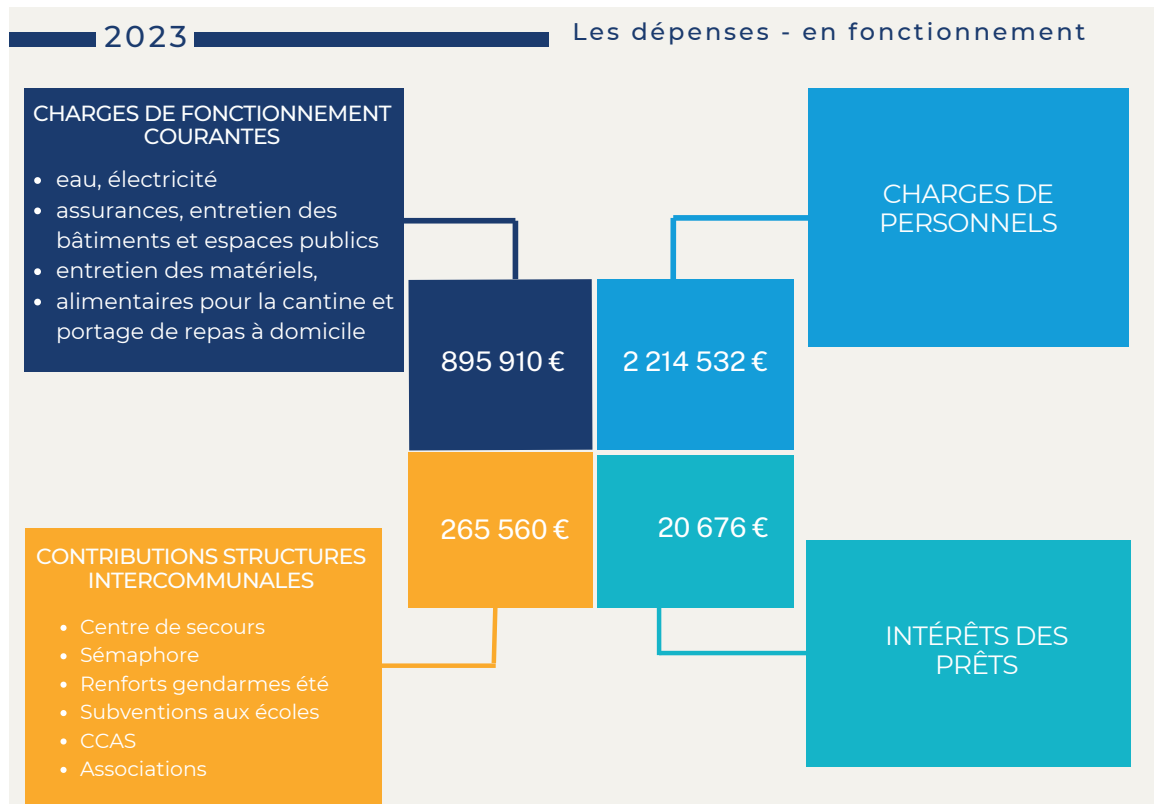 2023
Les dépenses - en fonctionnement
CHARGES DE FONCTIONNEMENT
COURANTES
• eau, électricité
• assurances, entretien des
bâtiments et espaces publics
• entretien des matériels,
• alimentaires pour la cantine et
portage de repas à domicile
CHARGES DE
PERSONNELS
895 910 €
2 214 532 €
265 560 €
20 676 €
CONTRIBUTIONS STRUCTURES
INTERCOMMUNALES
• Centre de secours
• Sémaphore
• Renforts gendarmes été
• Subventions aux écoles
• CCAS
• Associations
INTÉRÊTS DES
PRÊTS